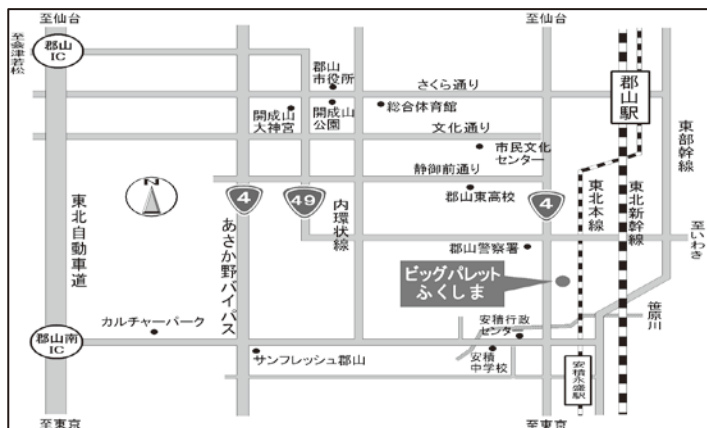 至仙台
至仙台
至会津若松
郡山
IC
郡山
市役所
さくら通り
郡山駅
開成山
大神宮
開成山
公園
総合体育館
文化通り
市民文化
センター
東部幹線
静御前通り
N
4
49
郡山東高校
4
東北本線
東北新幹線
東北自動車道
あさか野バイパス
内環状線
至いわき
郡山警察署
ビッグパレット
ふくしま
カルチャーパーク
安積行政
センター
笹原川
郡山南
IC
サンフレッシュ郡山
安積
中学校
安積永盛駅
至東京
至東京